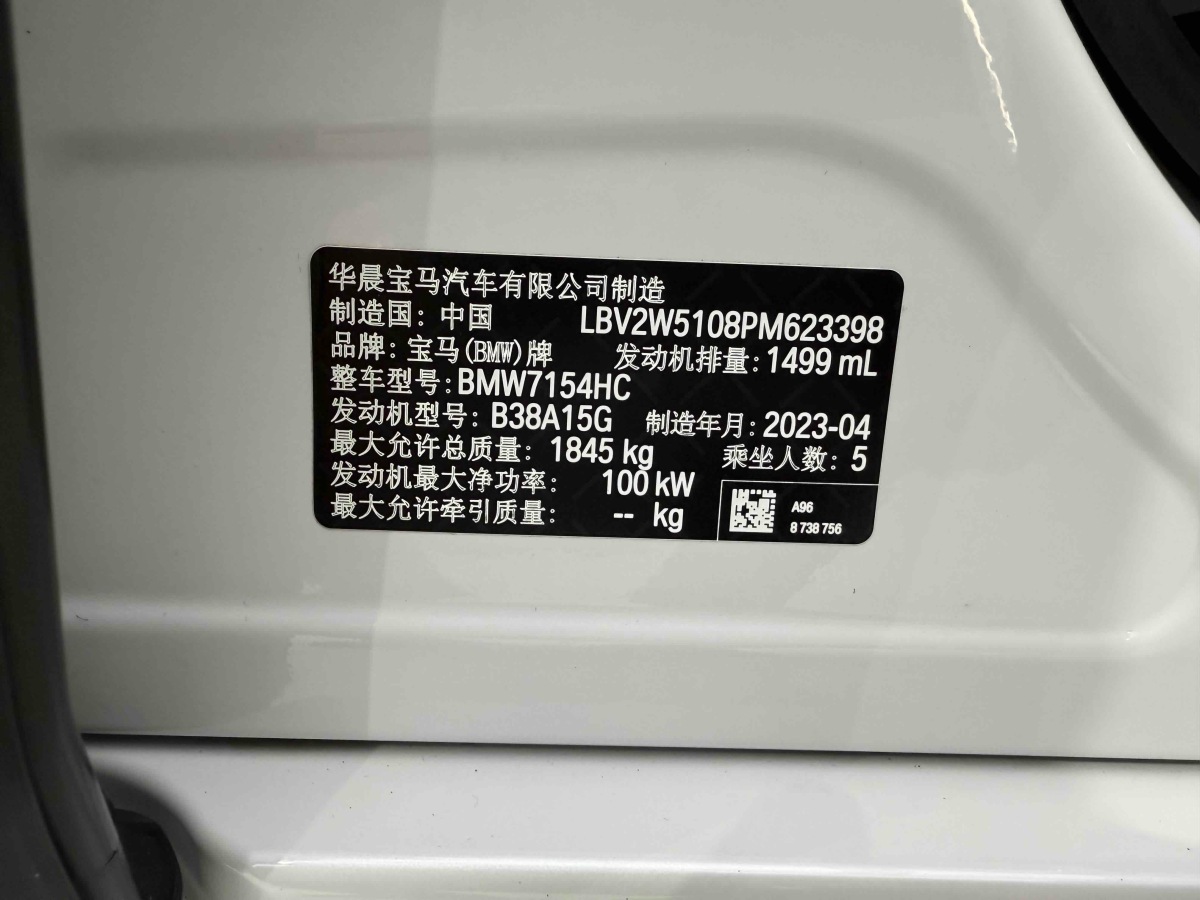 华晨宝马汽车有限公司制造
制造国：中国 LBV2W5108PM623398
品牌：宝马(BMW)牌 发动机排量：1499 mL
整车型号：BMW7154HC
发动机型号：B38A15G 制造年月：2023-04
最大允许总质量：1845 kg 乘坐人数：5
发动机最大净功率：100 kW
最大允许牵引质量：-- kg
A96
8 738 756